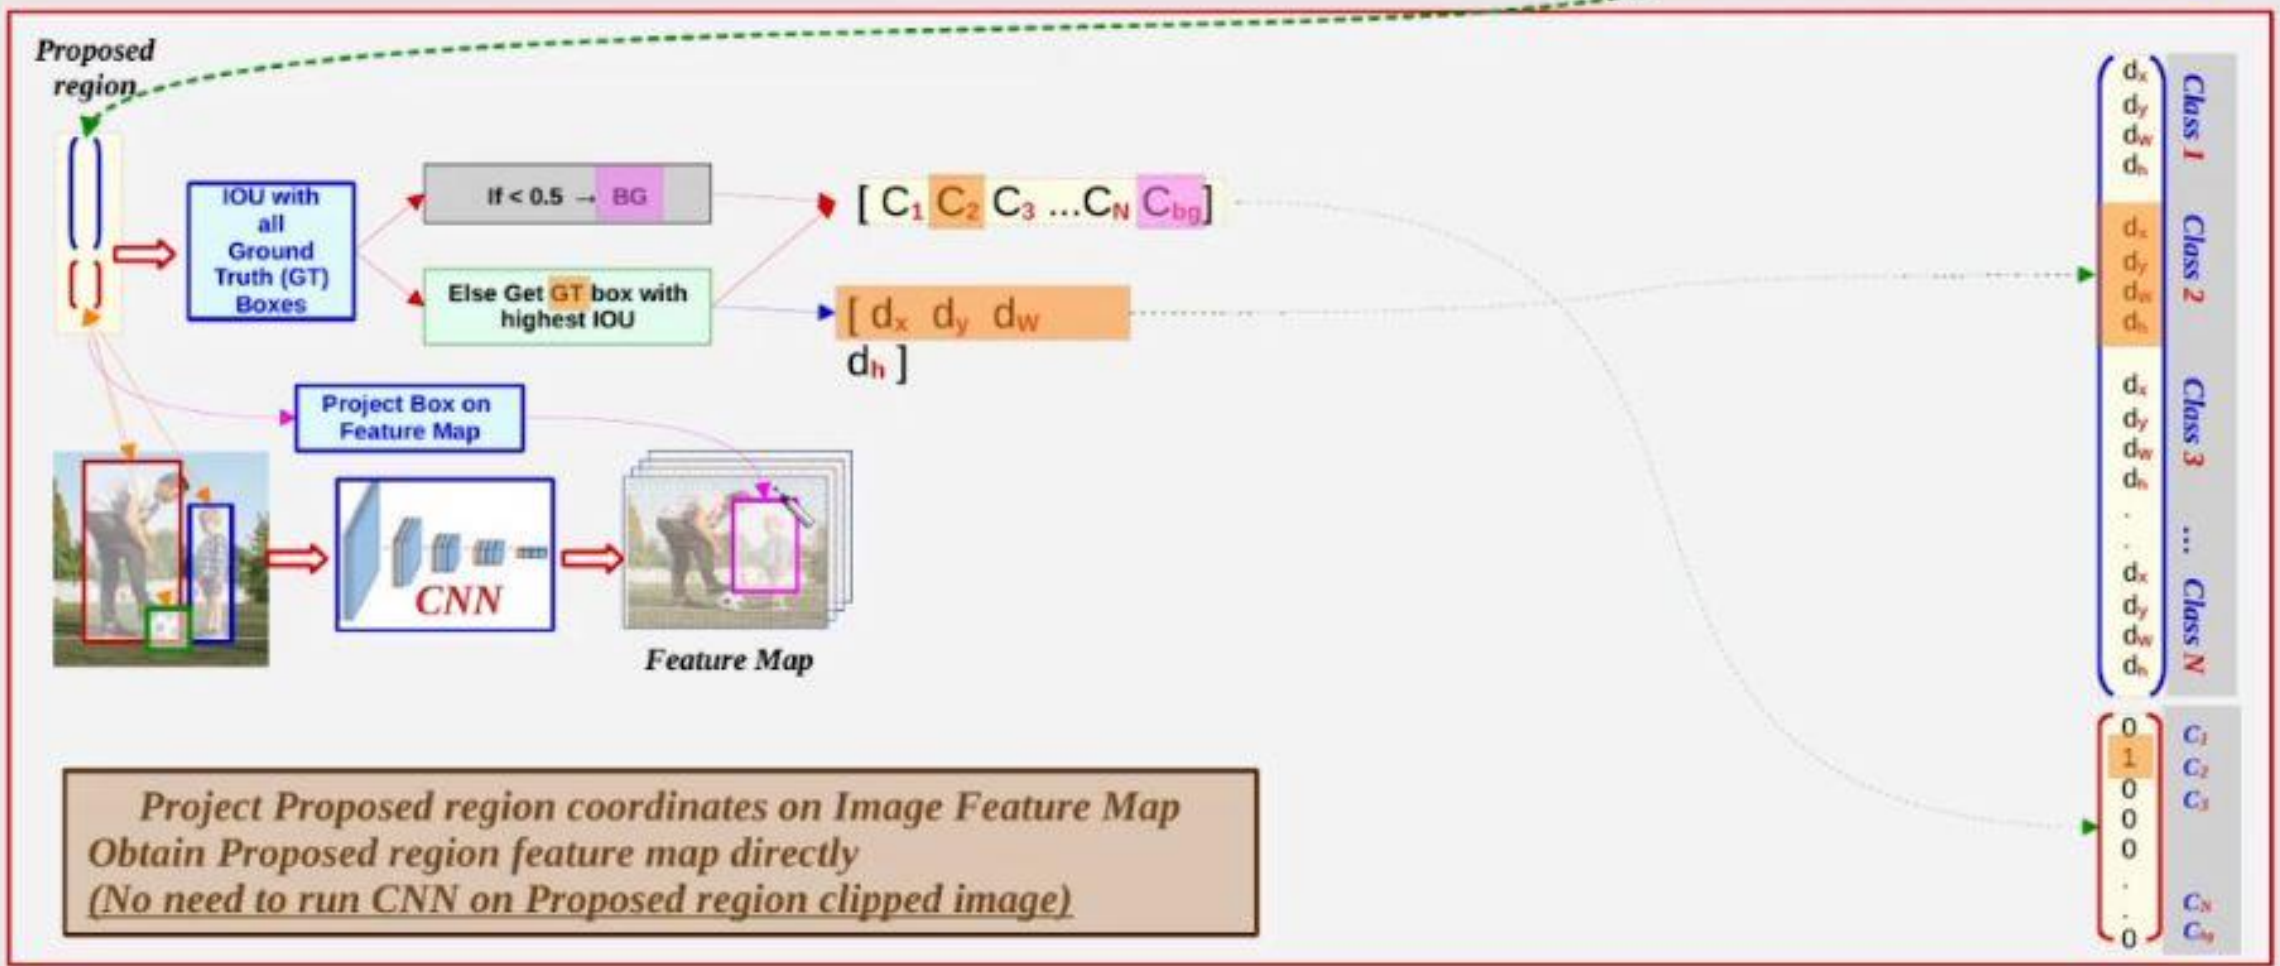 Proposed
region
IOU with
all
Ground
Truth (GT)
Boxes
If < 0.5 → BG
Else Get GT box with
highest IOU
[ C1 C2 C3 ...CN Cbg]
[ dx dy dw
dh ]
Project Box on
Feature Map
CNN
Feature Map
Project Proposed region coordinates on Image Feature Map
Obtain Proposed region feature map directly
(No need to run CNN on Proposed region clipped image)
dx
dy
dw
dh
Class 1
dx
dy
dw
dh
Class 2
dx
dy
dw
dh
Class 3
.
.
...
dx
dy
dw
dh
Class N
0 C1
1 C2
0 C3
0
0
.
. CN
0 Cbg